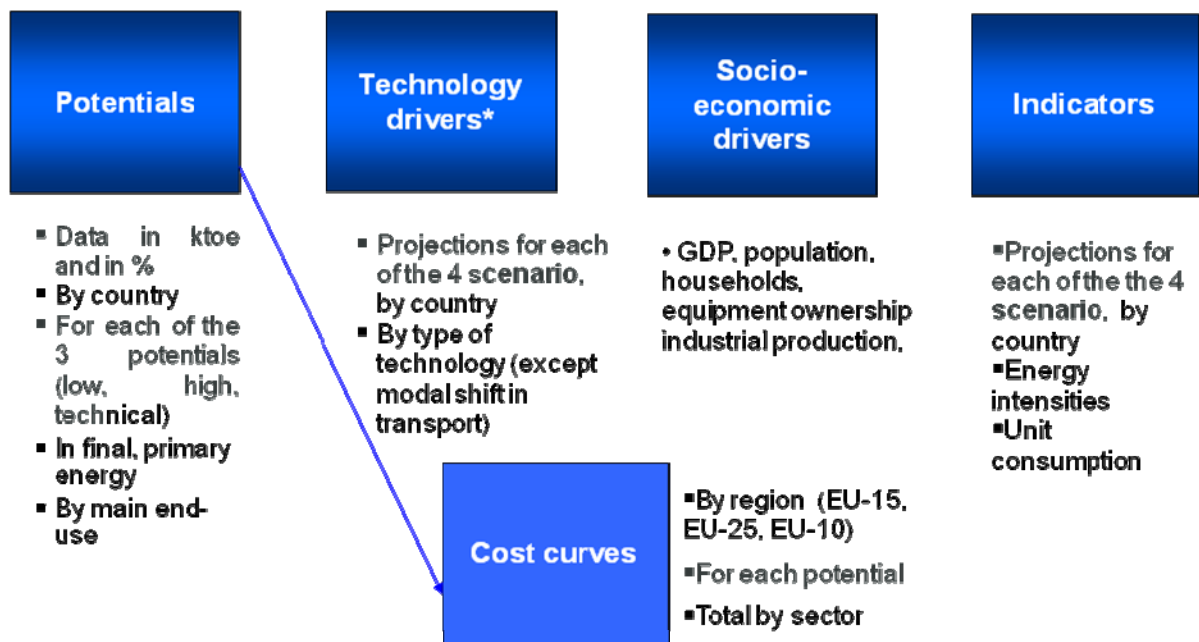 Potentials
Technology
drivers*
Socio-
economic
drivers
Indicators
▪ Data in ktoe
and in %
▪ By country
▪ For each of the
3 potentials
(low, high,
technical)
▪ In final, primary
energy
▪ By main end-
use
▪ Projections for each
of the 4 scenario,
by country
▪ By type of
technology (except
modal shift in
transport)
• GDP, population,
households,
equipment ownership
industrial production,
▪Projections for
each of the the 4
scenario, by
country
▪Energy
intensities
▪Unit
consumption
Cost curves
▪By region (EU-15,
EU-25, EU-10)
▪For each potential
▪Total by sector